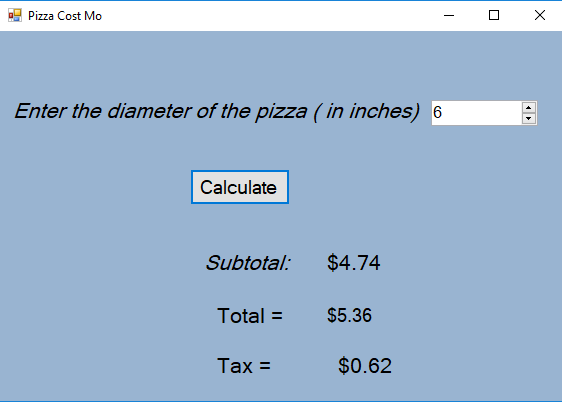 Pizza Cost Mo
Enter the diameter of the pizza ( in inches) 6
Calculate
Subtotal: $4.74
Total = $5.36
Tax = $0.62